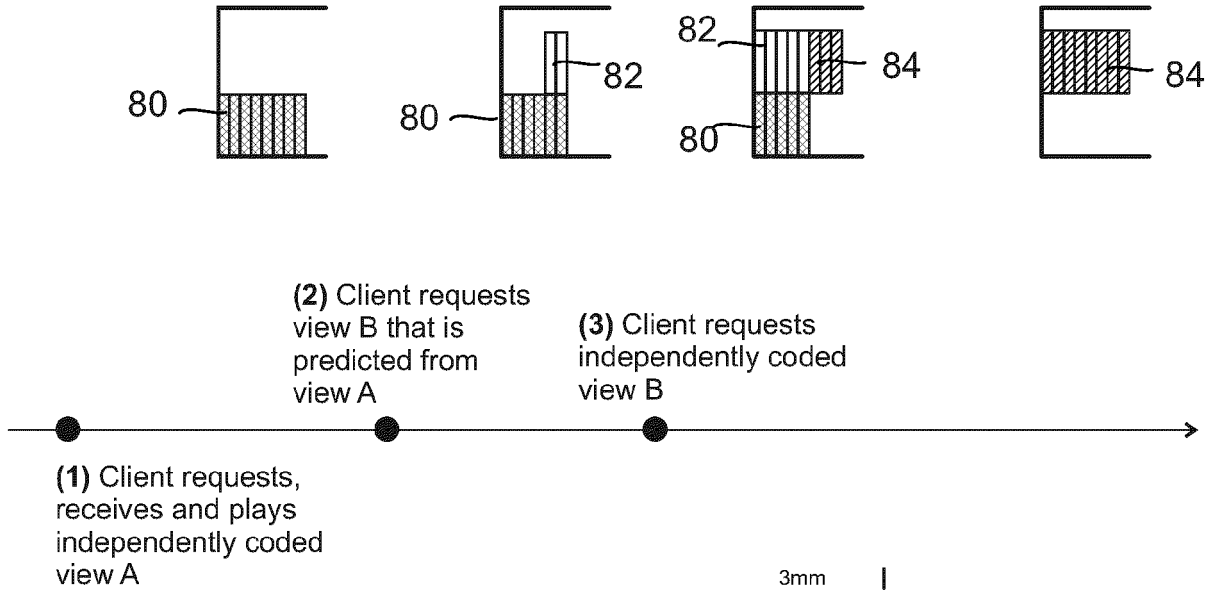 80
80
82
82
80
84
84
(2) Client requests
view B that is
predicted from
view A
(3) Client requests
independently coded
view B
(1) Client requests,
receives and plays
independently coded
view A
3mm